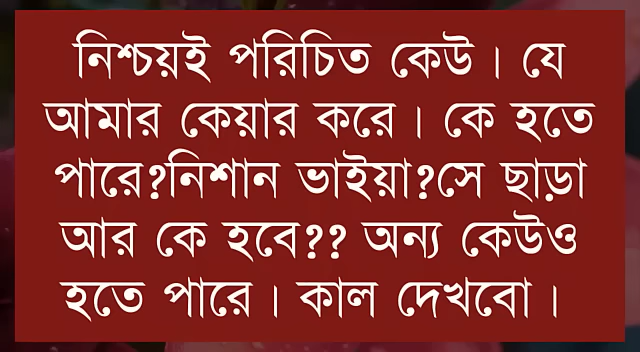 নিশ্চয়ই পরিচিত কেউ। যে
আমার কেয়ার করে। কে হতে
পারে?নিশান ভাইয়া?সে ছাড়া
আর কে হবে?? অন্য কেউও
হতে পারে। কাল দেখবো।